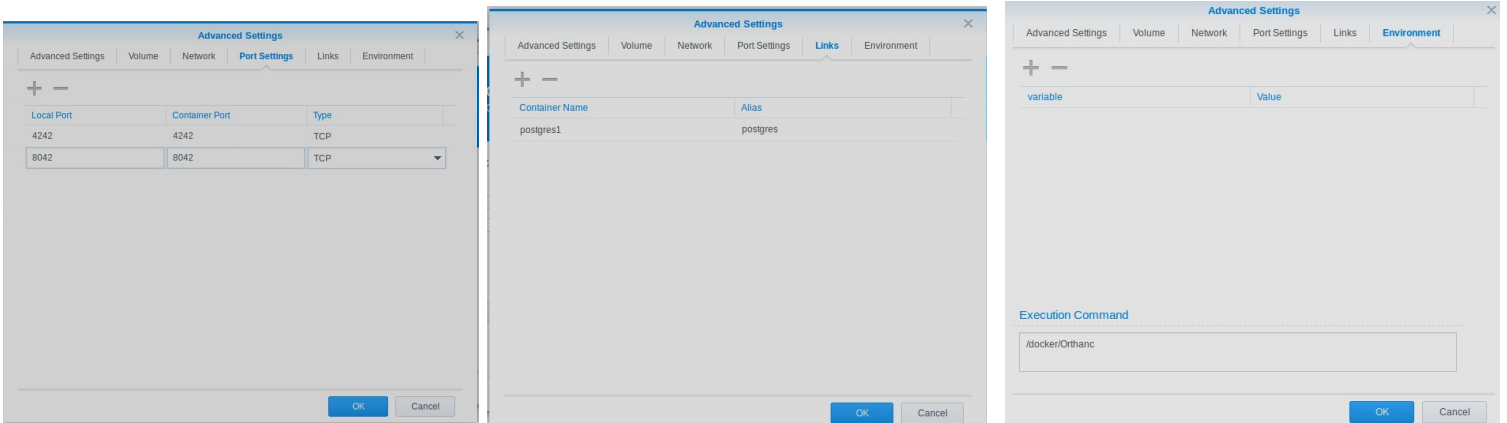 Advanced Settings
Advanced Settings Volume Network Port Settings Links Environment
Local Port Container Port Type
4242 4242 TCP
8042 8042 TCP
OK Cancel
Advanced Settings
Advanced Settings Volume Network Port Settings Links Environment
Container Name Alias
postgres1 postgres
OK Cancel
Advanced Settings
Advanced Settings Volume Network Port Settings Links Environment
variable Value
Execution Command
/docker/Orthanc
OK Cancel